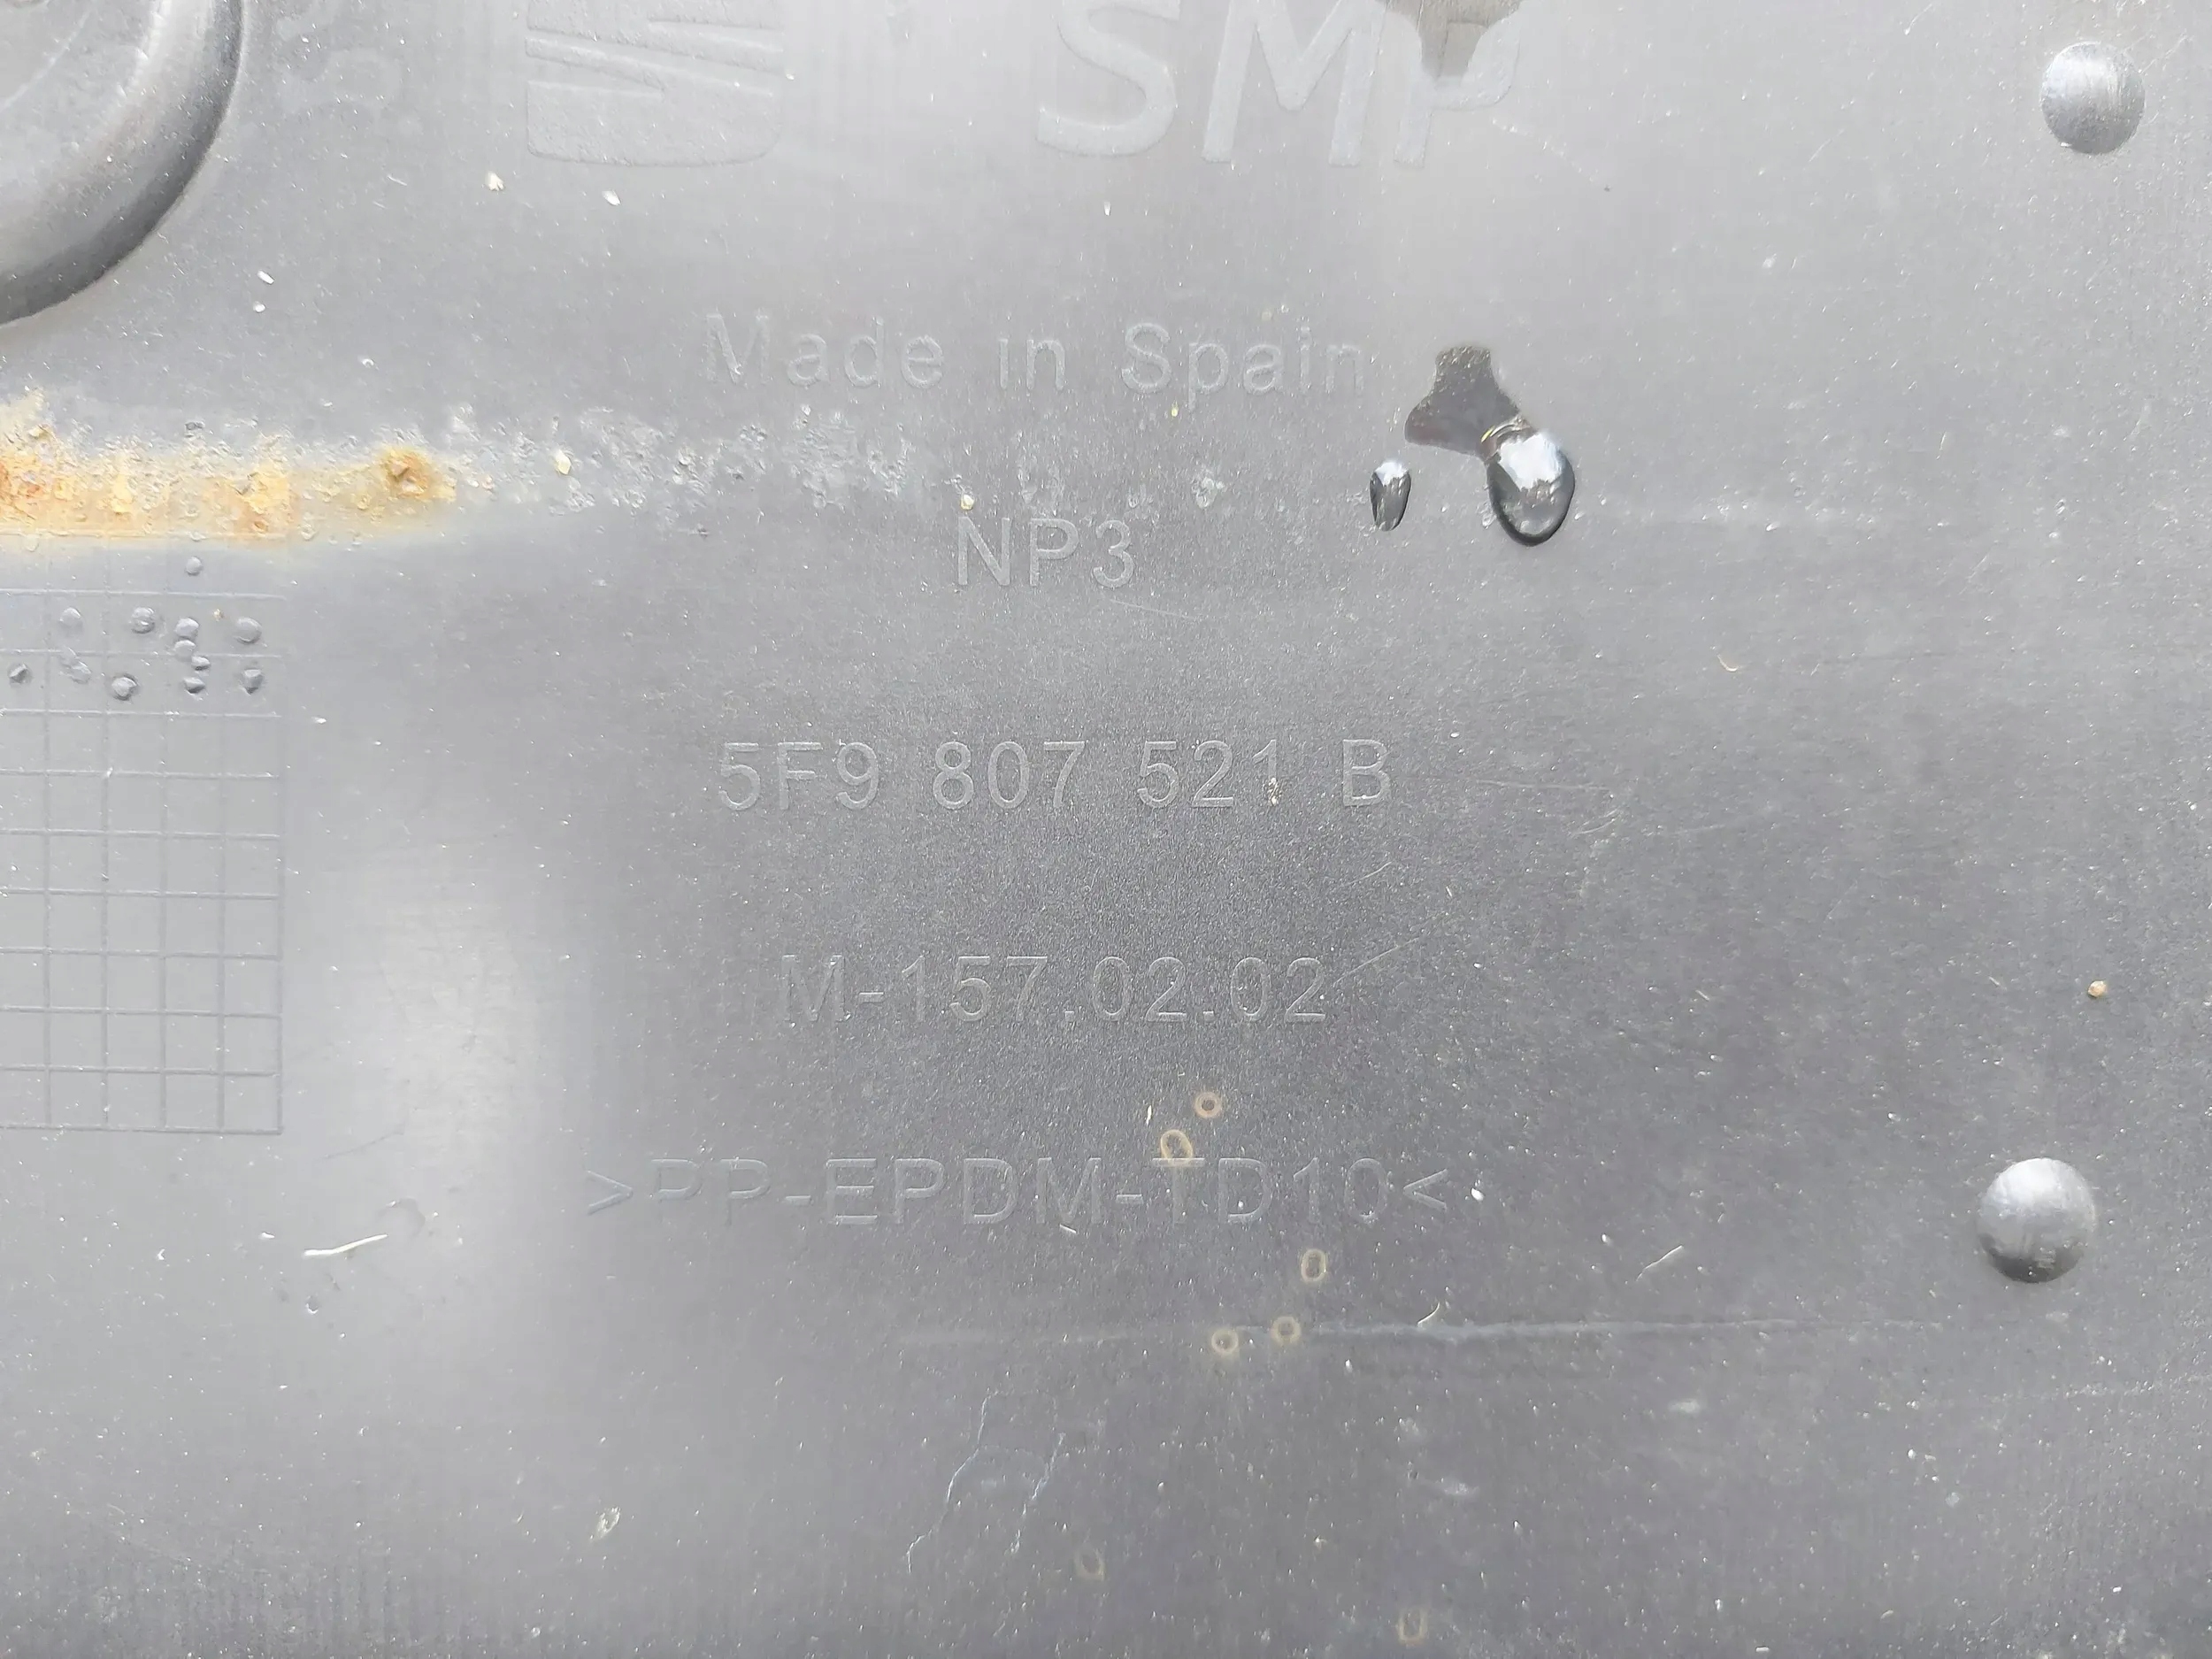 SMP
Made in Spain
NP3
5F9 807 521 B
M-157.02.02
>PP-EPDM-TD10<